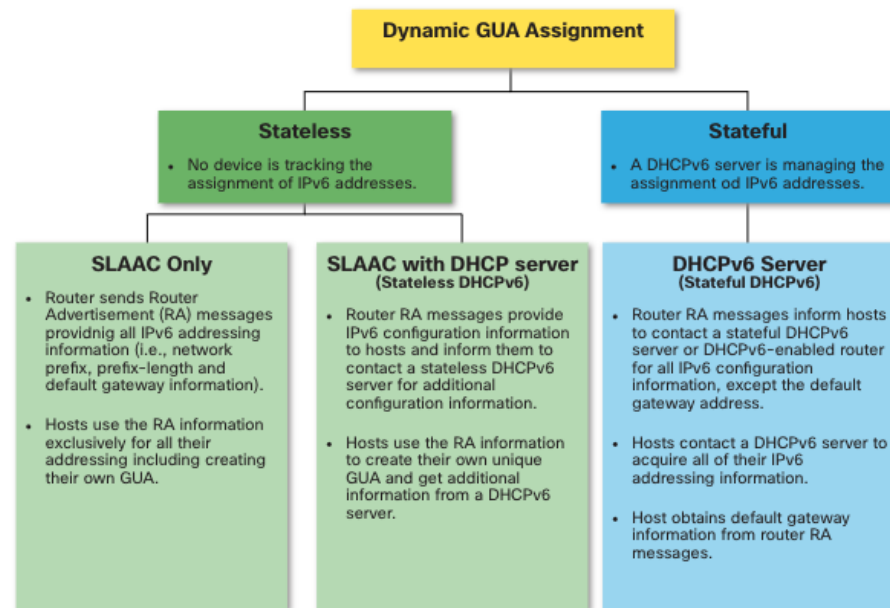 Dynamic GUA Assignment
Stateless
• No device is tracking the
assignment of IPv6 addresses.
Stateful
• A DHCPv6 server is managing the
assignment od IPv6 addresses.
SLAAC Only
• Router sends Router
Advertisement (RA) messages
providnig all IPv6 addressing
information (i.e., network
prefix, prefix-length and
default gateway information).
• Hosts use the RA information
exclusively for all their
addressing including creating
their own GUA.
SLAAC with DHCP server
(Stateless DHCPv6)
• Router RA messages provide
IPv6 configuration information
to hosts and inform them to
contact a stateless DHCPv6
server for additional
configuration information.
• Hosts use the RA information
to create their own unique
GUA and get additional
information from a DHCPv6
server.
DHCPv6 Server
(Stateful DHCPv6)
• Router RA messages inform hosts
to contact a stateful DHCPv6
server or DHCPv6-enabled router
for all IPv6 configuration
information, except the default
gateway address.
• Hosts contact a DHCPv6 server to
acquire all of their IPv6
addressing information.
• Host obtains default gateway
information from router RA
messages.